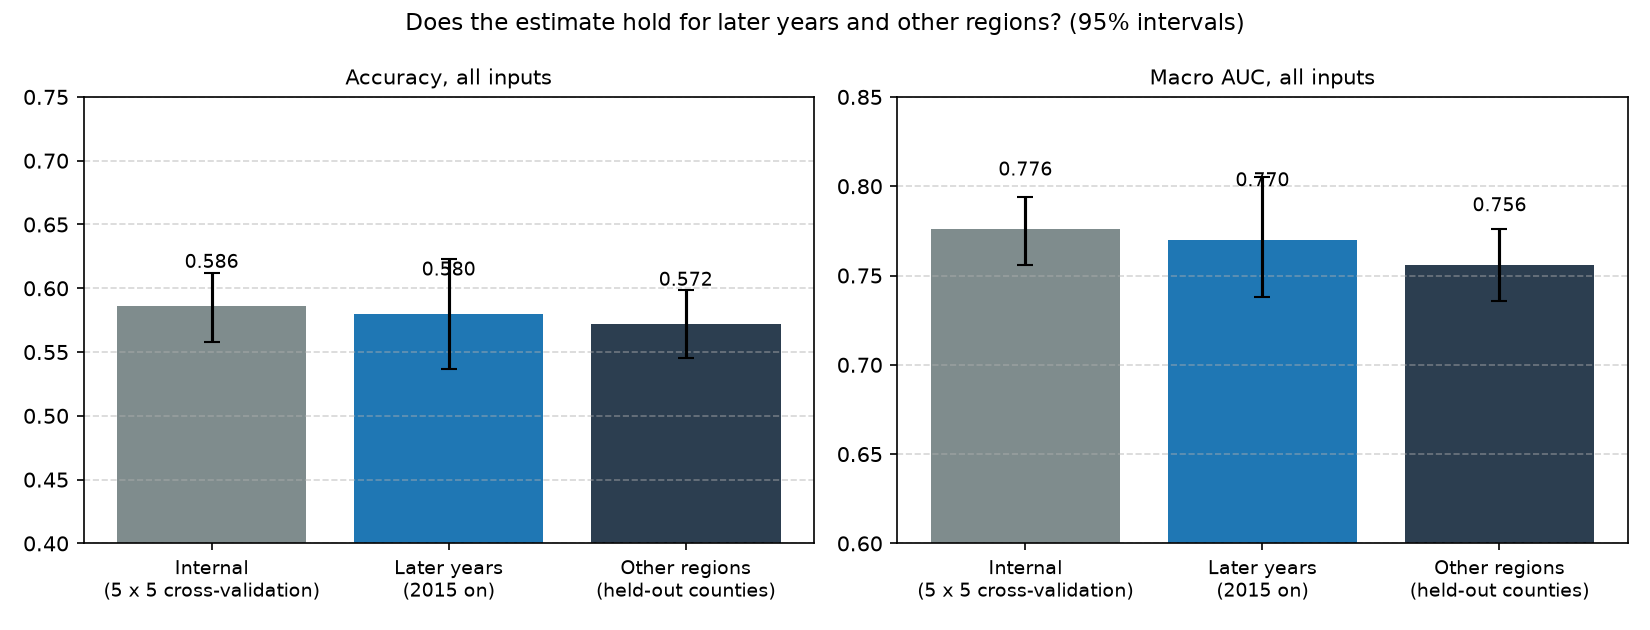 Does the estimate hold for later years and other regions? (95% intervals)
Accuracy, all inputs
0.75
0.70
0.65
0.60
0.55
0.50
0.45
0.40
0.586
0.580
0.572
Internal
(5 x 5 cross-validation)
Later years
(2015 on)
Other regions
(held-out counties)
Macro AUC, all inputs
0.85
0.80
0.75
0.70
0.65
0.60
0.776
0.770
0.756
Internal
(5 x 5 cross-validation)
Later years
(2015 on)
Other regions
(held-out counties)